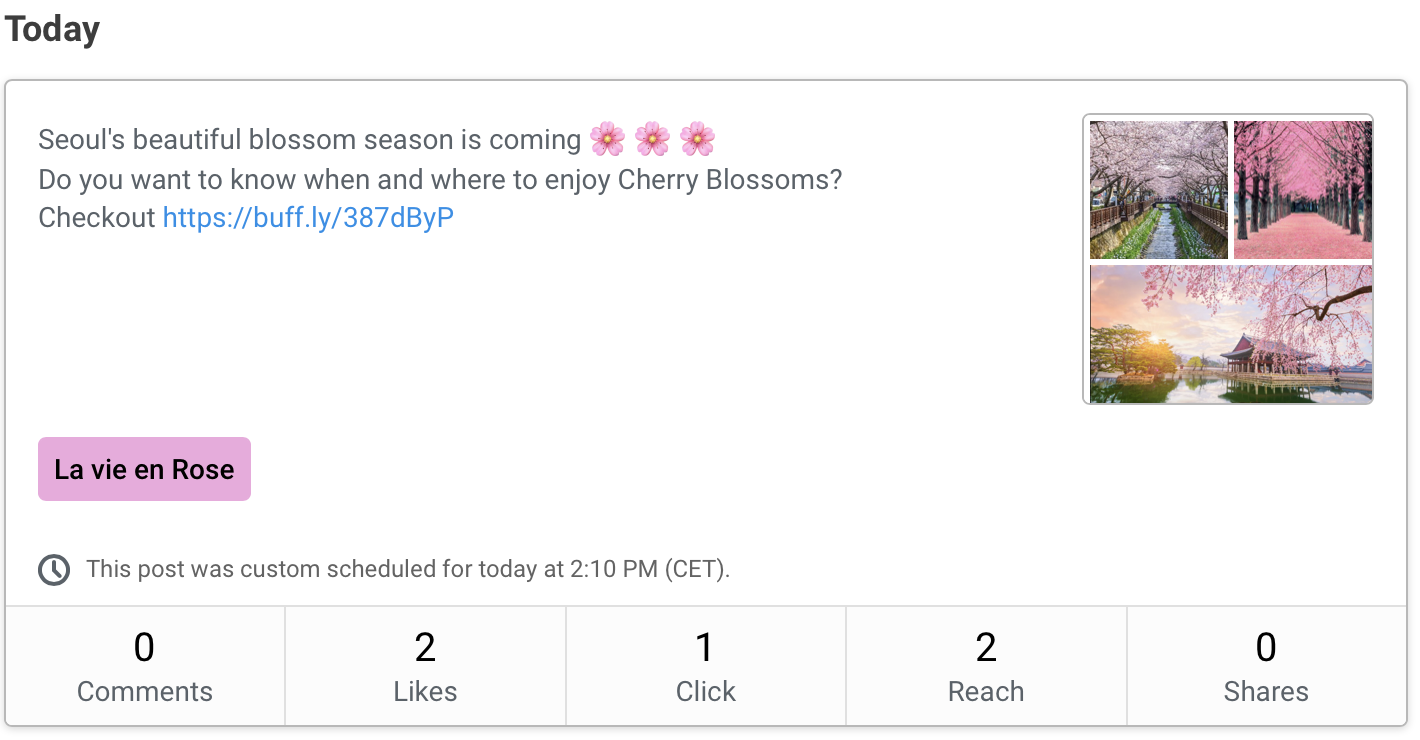 Today
Seoul's beautiful blossom season is coming 🌸 🌸 🌸
Do you want to know when and where to enjoy Cherry Blossoms?
Checkout https://buff.ly/387dByP
La vie en Rose
This post was custom scheduled for today at 2:10 PM (CET).
0 2 1 2 0
Comments Likes Click Reach Shares